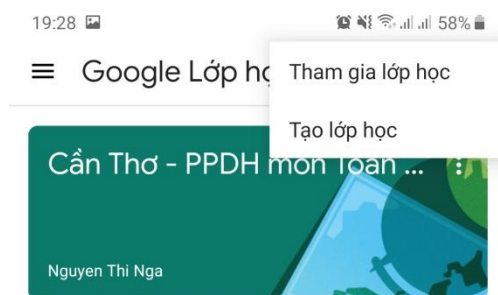 19:28 58%
Google Lớp họ
Tham gia lớp học
Tạo lớp học
Cần Thơ - PPDH môn Toán ...
Nguyen Thi Nga